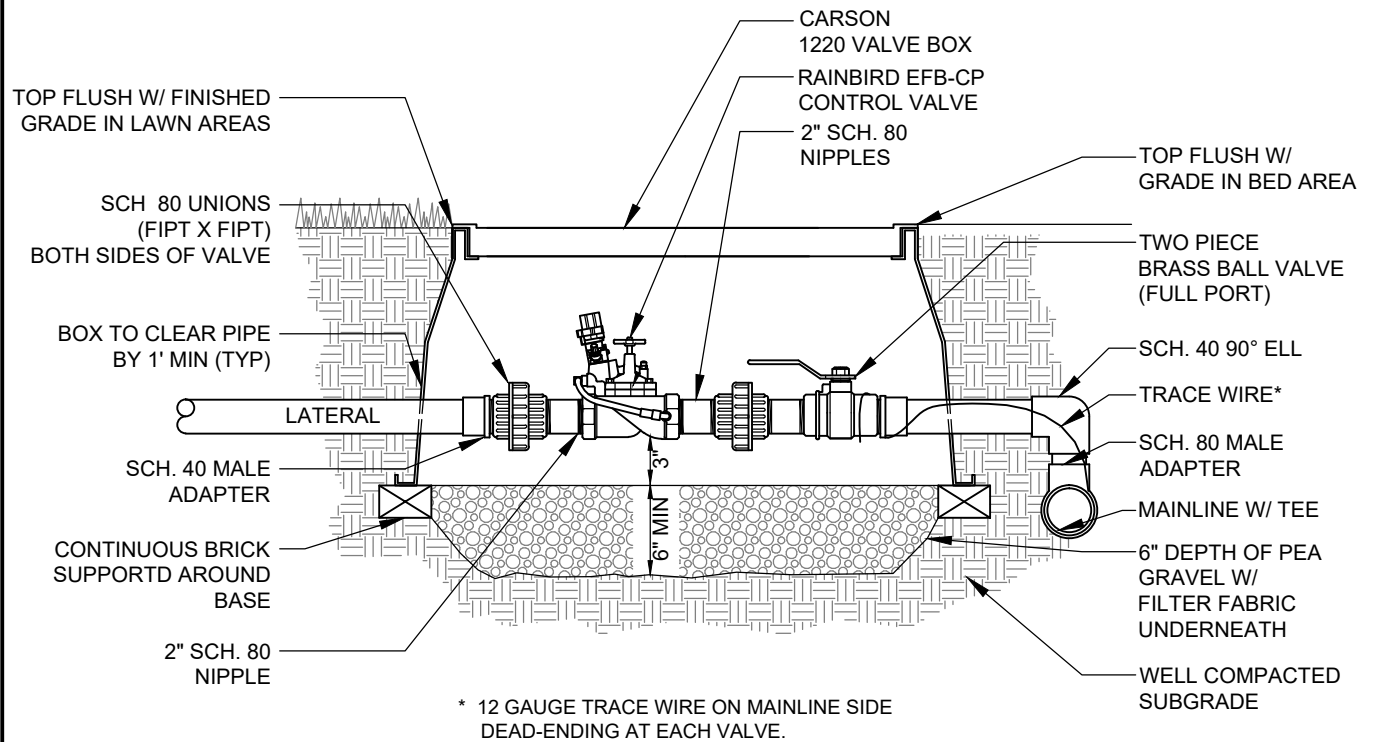 CARSON
1220 VALVE BOX
RAINBIRD EFB-CP
CONTROL VALVE
2" SCH. 80
NIPPLES
TOP FLUSH W/ FINISHED
GRADE IN LAWN AREAS
SCH 80 UNIONS
(FIPT X FIPT)
BOTH SIDES OF VALVE
BOX TO CLEAR PIPE
BY 1' MIN (TYP)
LATERAL
SCH. 40 MALE
ADAPTER
CONTINUOUS BRICK
SUPPORTD AROUND
BASE
2" SCH. 80
NIPPLE
3"
6" MIN
TOP FLUSH W/
GRADE IN BED AREA
TWO PIECE
BRASS BALL VALVE
(FULL PORT)
SCH. 40 90° ELL
TRACE WIRE*
SCH. 80 MALE
ADAPTER
MAINLINE W/ TEE
6" DEPTH OF PEA
GRAVEL W/
FILTER FABRIC
UNDERNEATH
WELL COMPACTED
SUBGRADE
* 12 GAUGE TRACE WIRE ON MAINLINE SIDE
DEAD-ENDING AT EACH VALVE.